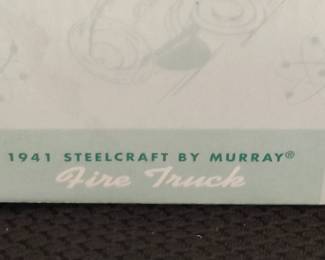 1941 STEELCRAFT BY MURRAY®
Fire Truck